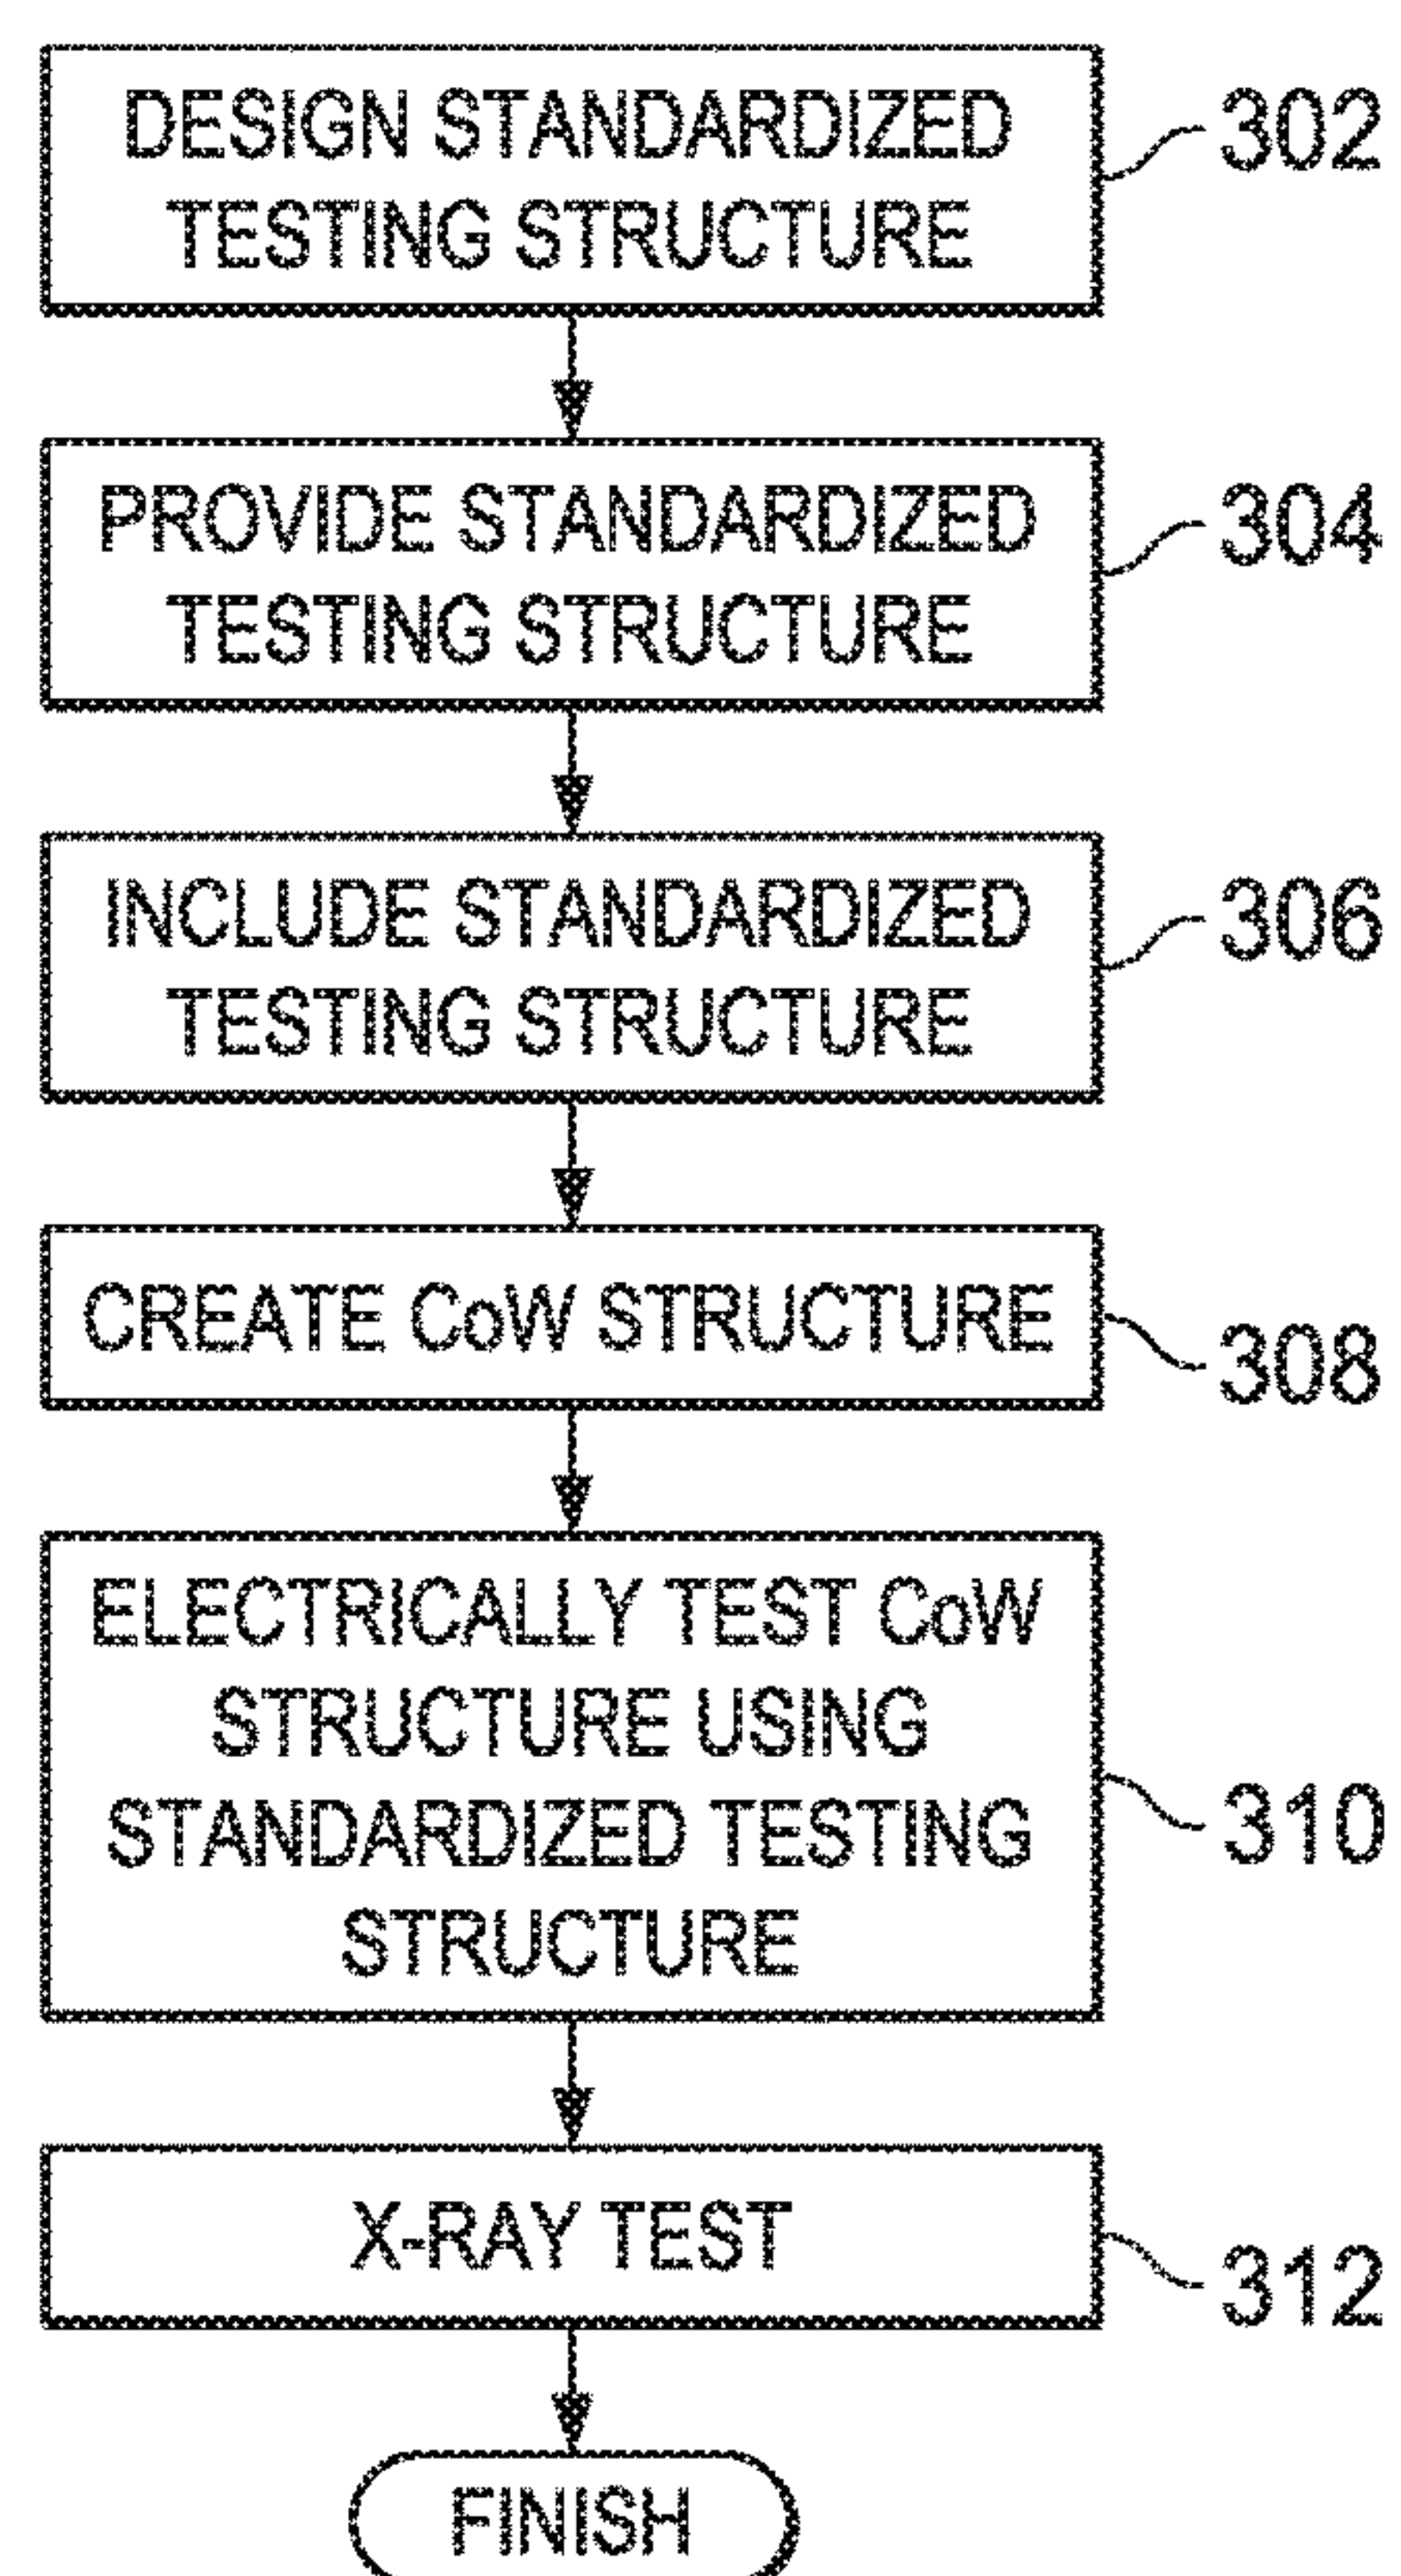 DESIGN STANDARDIZED
TESTING STRUCTURE
302
PROVIDE STANDARDIZED
TESTING STRUCTURE
304
INCLUDE STANDARDIZED
TESTING STRUCTURE
306
CREATE CoW STRUCTURE
308
ELECTRICALLY TEST CoW
STRUCTURE USING
STANDARDIZED TESTING
STRUCTURE
310
X-RAY TEST
312
FINISH